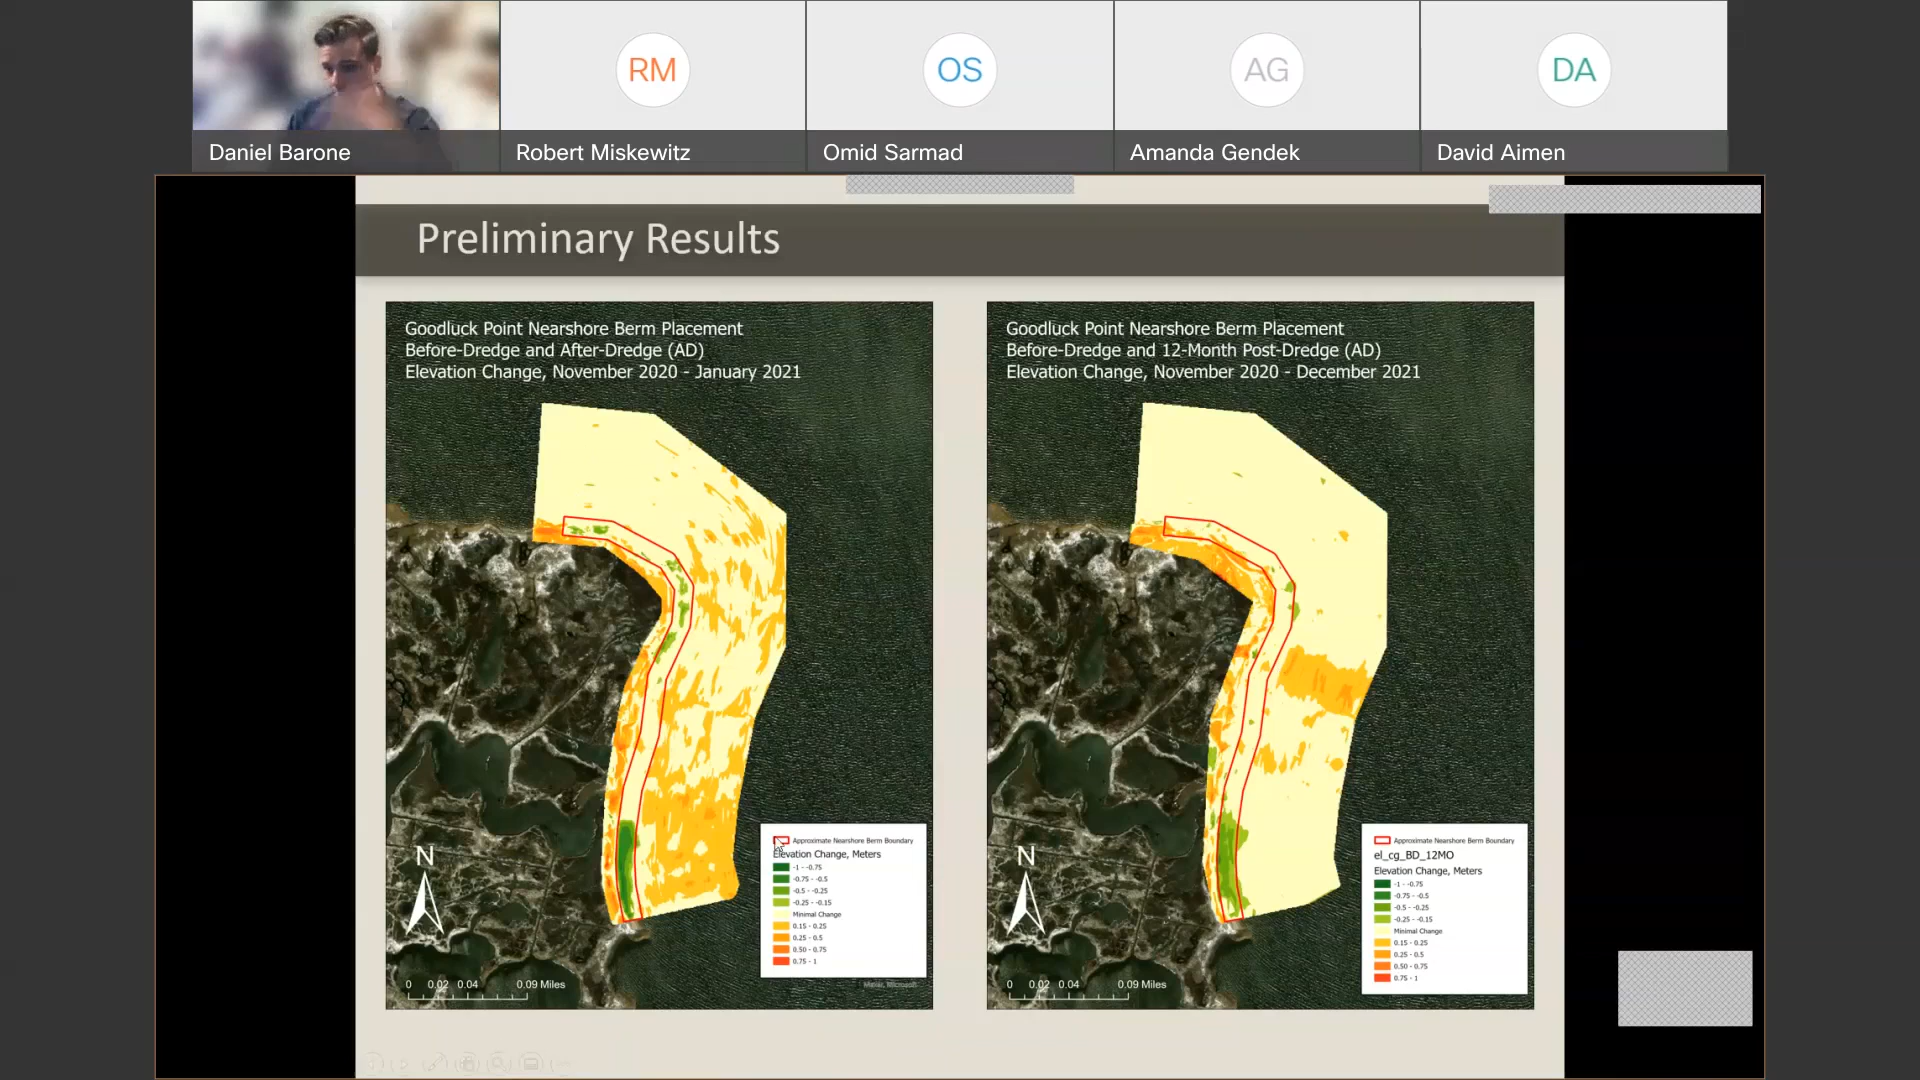 RM
OS
AG
DA
Daniel Barone
Robert Miskewitz
Omid Sarmad
Amanda Gendek
David Aimen
Preliminary Results
Goodluck Point Nearshore Berm Placement
Before-Dredge and After-Dredge (AD)
Elevation Change, November 2020 - January 2021
Approximate Nearshore Berm Boundary
Elevation Change, Meters
-1 - -0.75
-0.75 - -0.5
-0.5 - -0.25
-0.25 - -0.15
Minimal Change
0.15 - 0.25
0.25 - 0.5
0.50 - 0.75
0.75 - 1
N
0 0.02 0.04 0.09 Miles
Maxar, Microsoft
Goodluck Point Nearshore Berm Placement
Before-Dredge and 12-Month Post-Dredge (AD)
Elevation Change, November 2020 - December 2021
Approximate Nearshore Berm Boundary
el_cg_BD_12MO
Elevation Change, Meters
-1 - -0.75
-0.75 - -0.5
-0.5 - -0.25
-0.25 - -0.15
Minimal Change
0.15 - 0.25
0.25 - 0.5
0.50 - 0.75
0.75 - 1
N
0 0.02 0.04 0.09 Miles